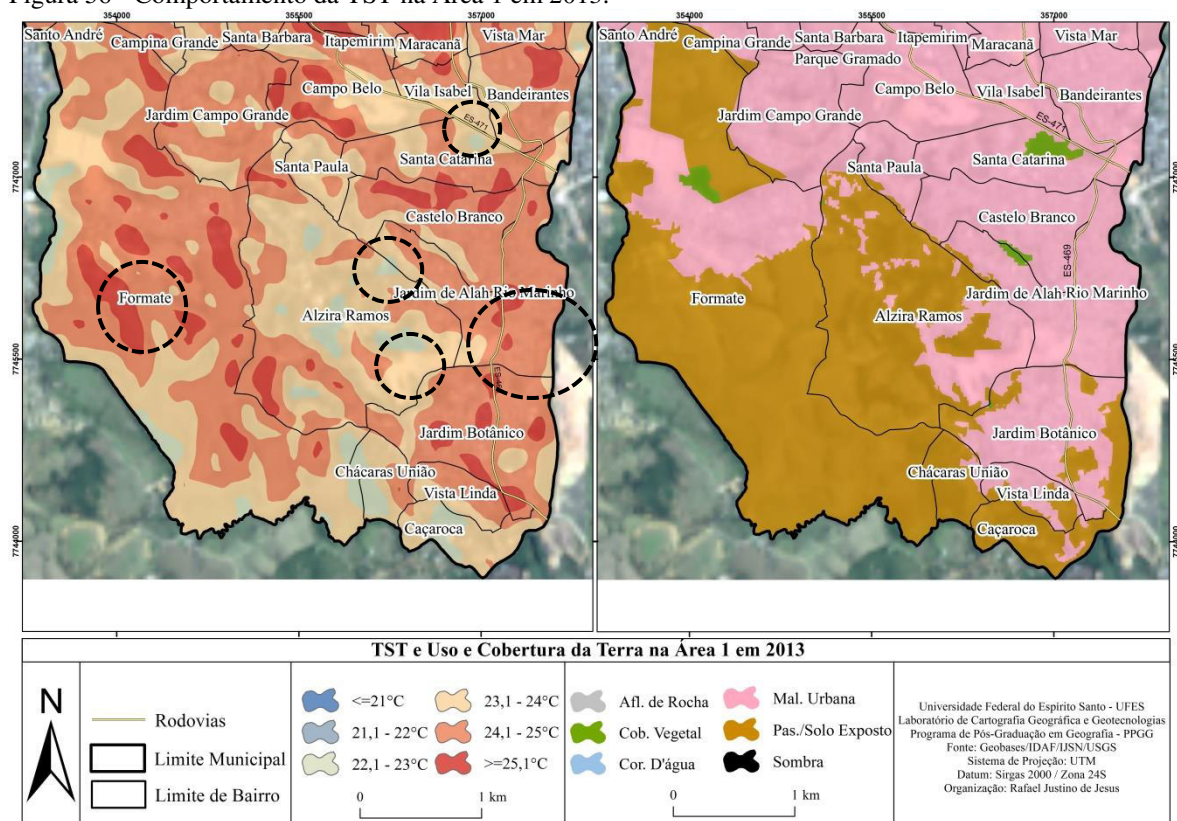 Figura 36 - Comportamento da TST na Área 1 em 2013.
354000 355500 357000
354000 355500 357000
Santo André
Campina Grande
Santa Barbara
Itapemirim
Maracanã
Vista Mar
Campo Belo
Vila Isabel
Bandeirantes
Jardim Campo Grande
ES-471
Santa Paula
Santa Catarina
7747000
Castelo Branco
Formate
Jardim de Alah
Rio Marinho
Alzira Ramos
7745500
Jardim Botânico
Chácaras União
Vista Linda
Caçaroca
7744000
Santo André
Campina Grande
Santa Barbara
Parque Gramado
Itapemirim
Maracanã
Vista Mar
Campo Belo
Vila Isabel
Bandeirantes
Jardim Campo Grande
ES-471
Santa Paula
Santa Catarina
7747000
Castelo Branco
ES-469
Formate
Jardim de Alah
Rio Marinho
Alzira Ramos
7745500
Jardim Botânico
Chácaras União
Vista Linda
Caçaroca
7744000
TST e Uso e Cobertura da Terra na Área 1 em 2013
N
Rodovias
Limite Municipal
Limite de Bairro
<=21°C
21,1 - 22°C
22,1 - 23°C
23,1 - 24°C
24,1 - 25°C
>=25,1°C
0 1 km
Afl. de Rocha
Cob. Vegetal
Cor. D'água
Mal. Urbana
Pas./Solo Exposto
Sombra
0 1 km
Universidade Federal do Espírito Santo - UFES
Laboratório de Cartografia Geográfica e Geotecnologias
Programa de Pós-Graduação em Geografia - PPGG
Fonte: Geobases/IDAF/IJSN/USGS
Sistema de Projeção: UTM
Datum: Sirgas 2000 / Zona 24S
Organização: Rafael Justino de Jesus